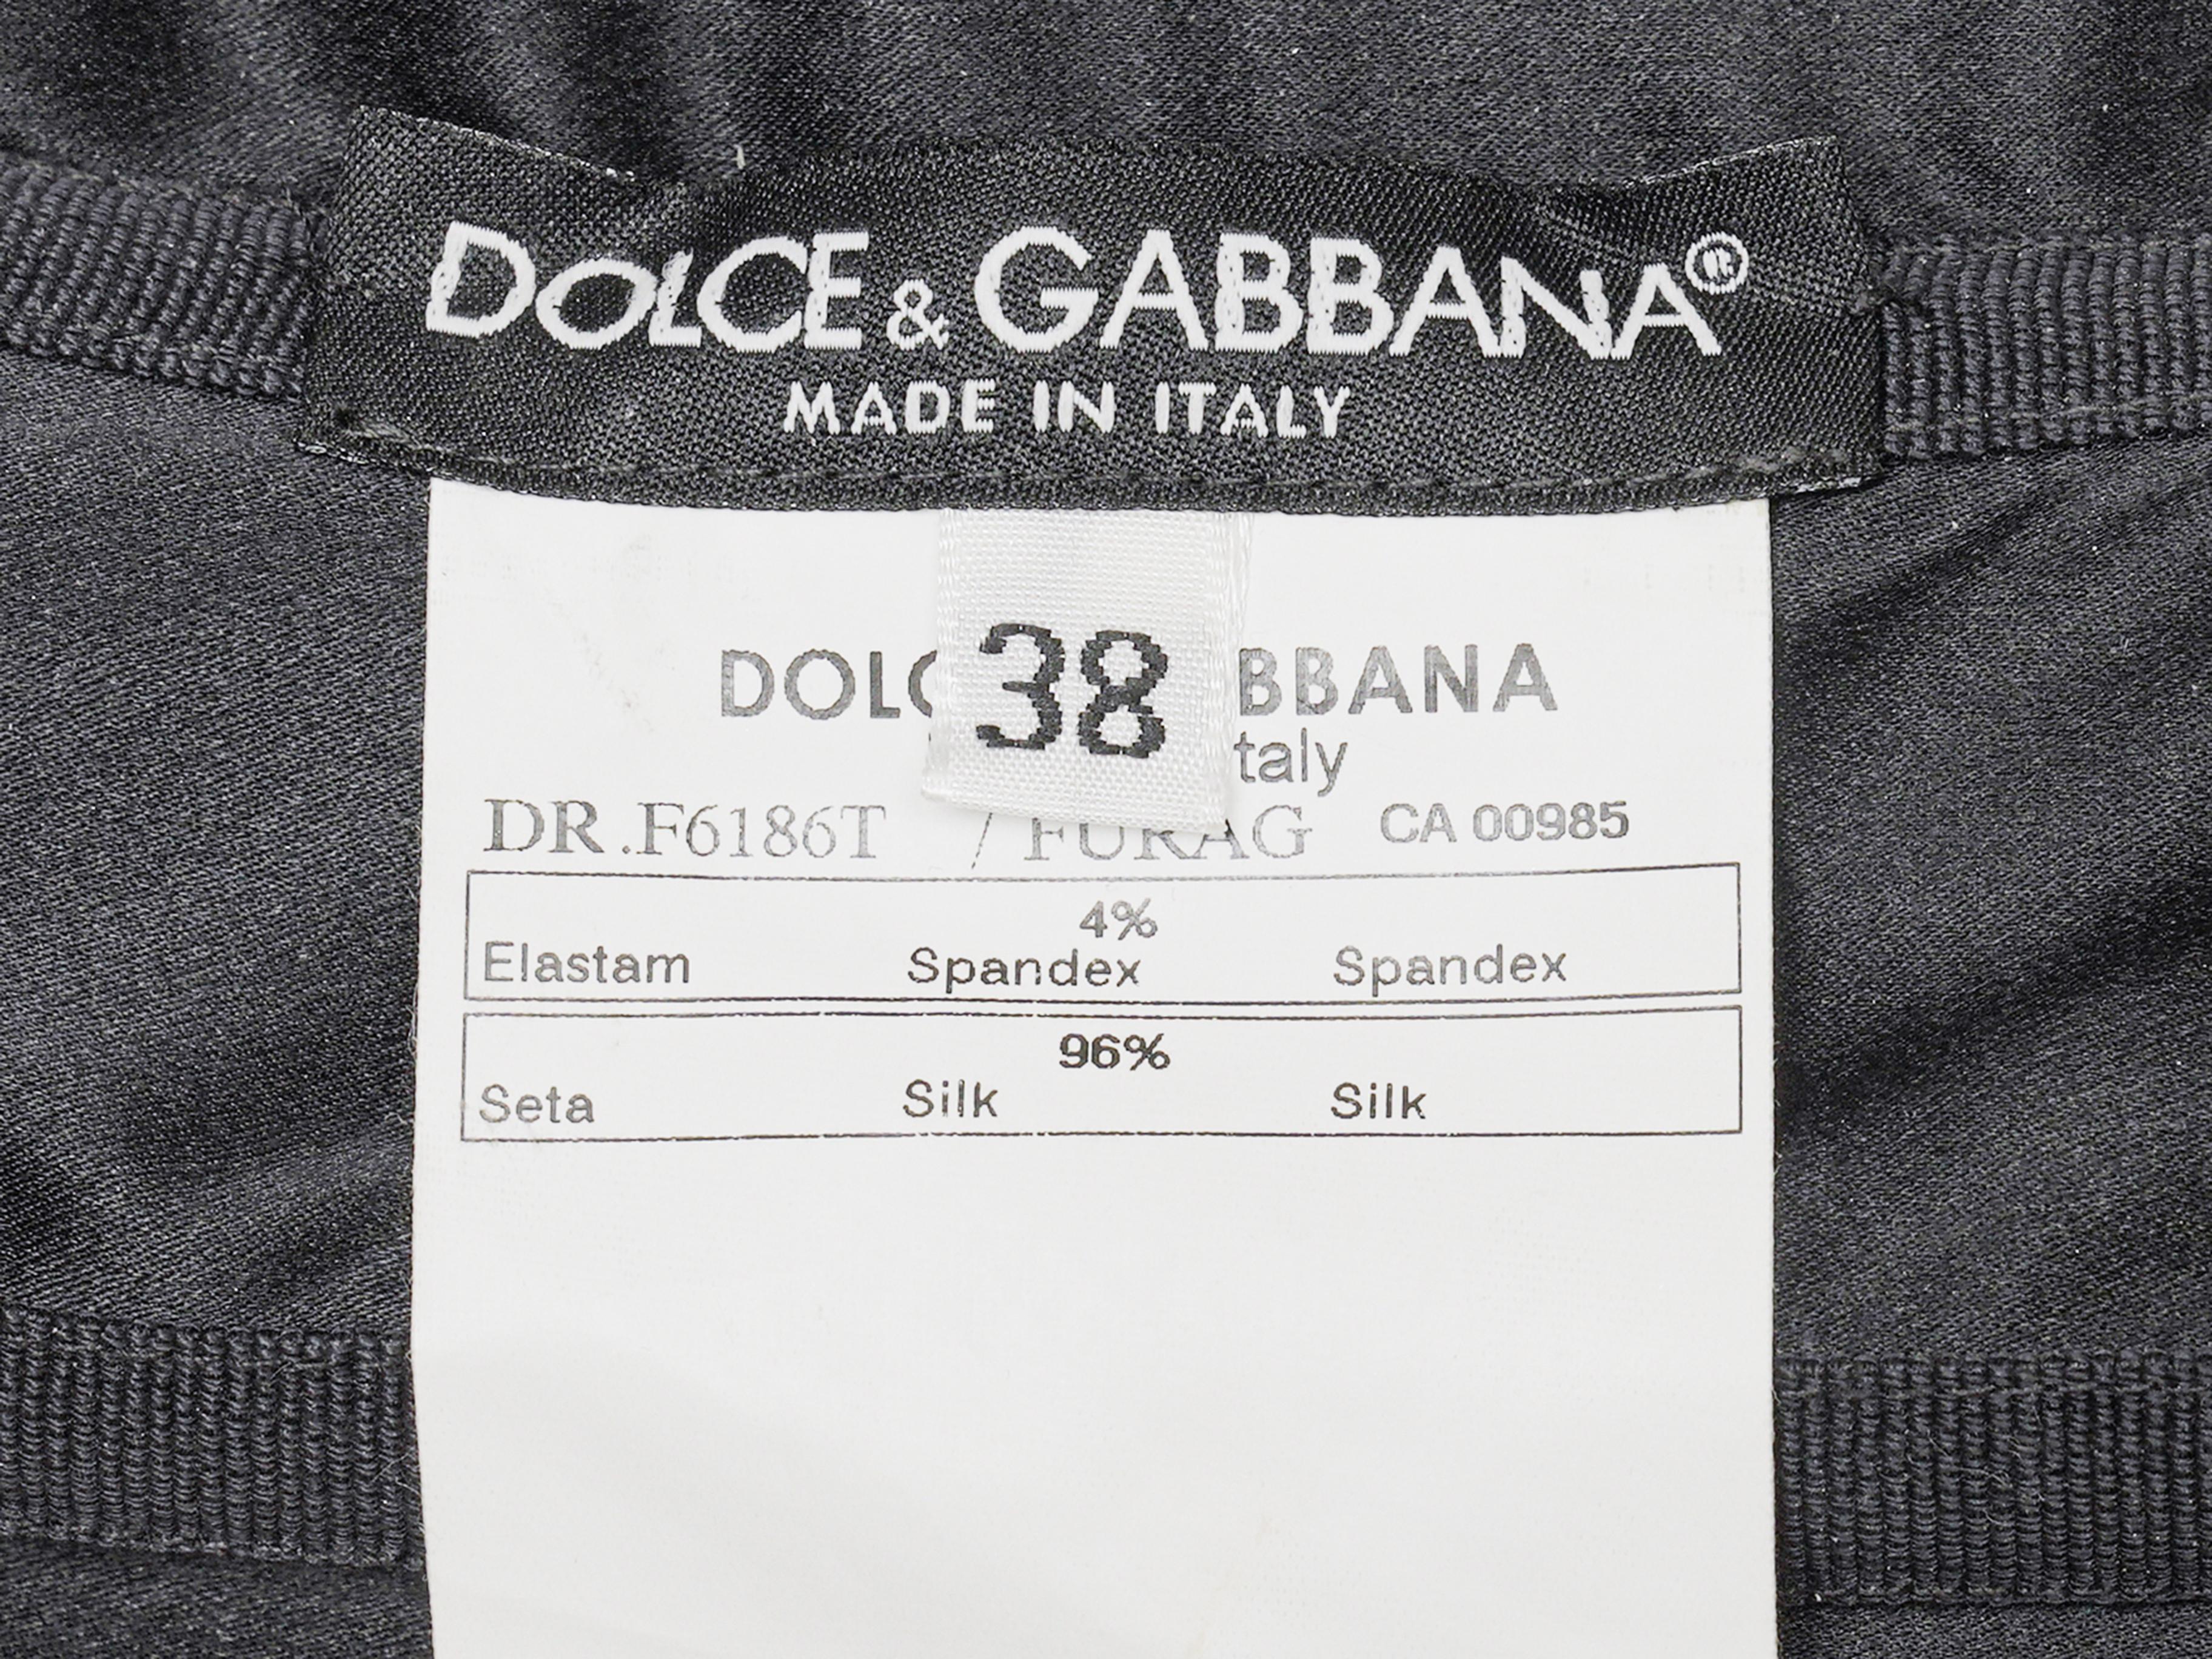 DOLCE & GABBANA®
MADE IN ITALY
38
DOLC BBANA
taly
DR.F6186T / FURAG CA 00985
4%
Elastam Spandex Spandex
96%
Seta Silk Silk